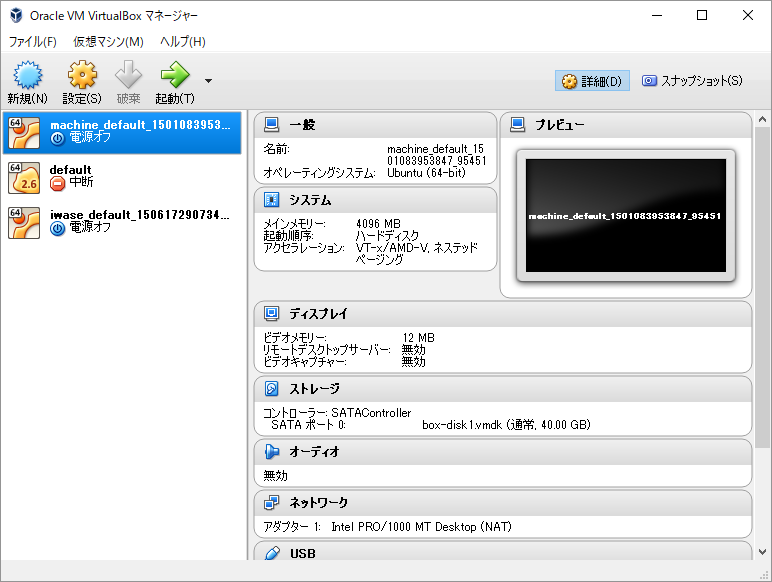 Oracle VM VirtualBox マネージャー
ファイル(F) 仮想マシン(M) ヘルプ(H)
新規(N) 設定(S) 破棄 起動(T) 詳細(D) スナップショット(S)
64
machine_default_1501083953...
電源オフ
64
2.6
default
中断
64
iwase_default_150617290734...
電源オフ
一般
名前: machine_default_15
01083953847_95451
オペレーティングシステム: Ubuntu (64-bit)
プレビュー
machine_default_1501083953847_95451
システム
メインメモリー: 4096 MB
起動順序: ハードディスク
アクセラレーション: VT-x/AMD-V, ネステッド
ページング
ディスプレイ
ビデオメモリー: 12 MB
リモートデスクトップサーバー: 無効
ビデオキャプチャー: 無効
ストレージ
コントローラー: SATAController
SATA ポート 0: box-disk1.vmdk (通常, 40.00 GB)
オーディオ
無効
ネットワーク
アダプター 1: Intel PRO/1000 MT Desktop (NAT)
USB